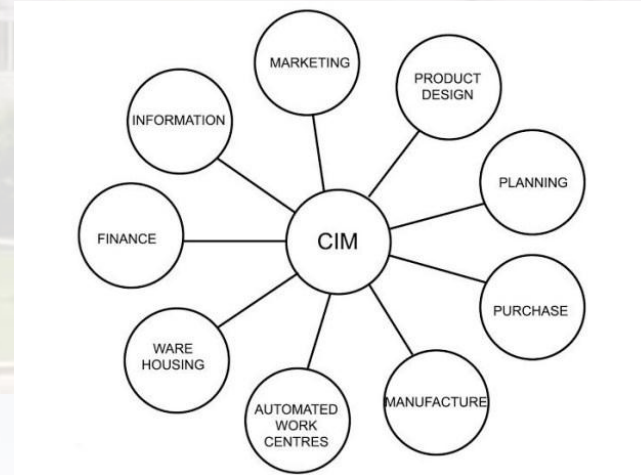 MARKETING
PRODUCT
DESIGN
INFORMATION
PLANNING
FINANCE
CIM
PURCHASE
WARE
HOUSING
MANUFACTURE
AUTOMATED
WORK
CENTRES